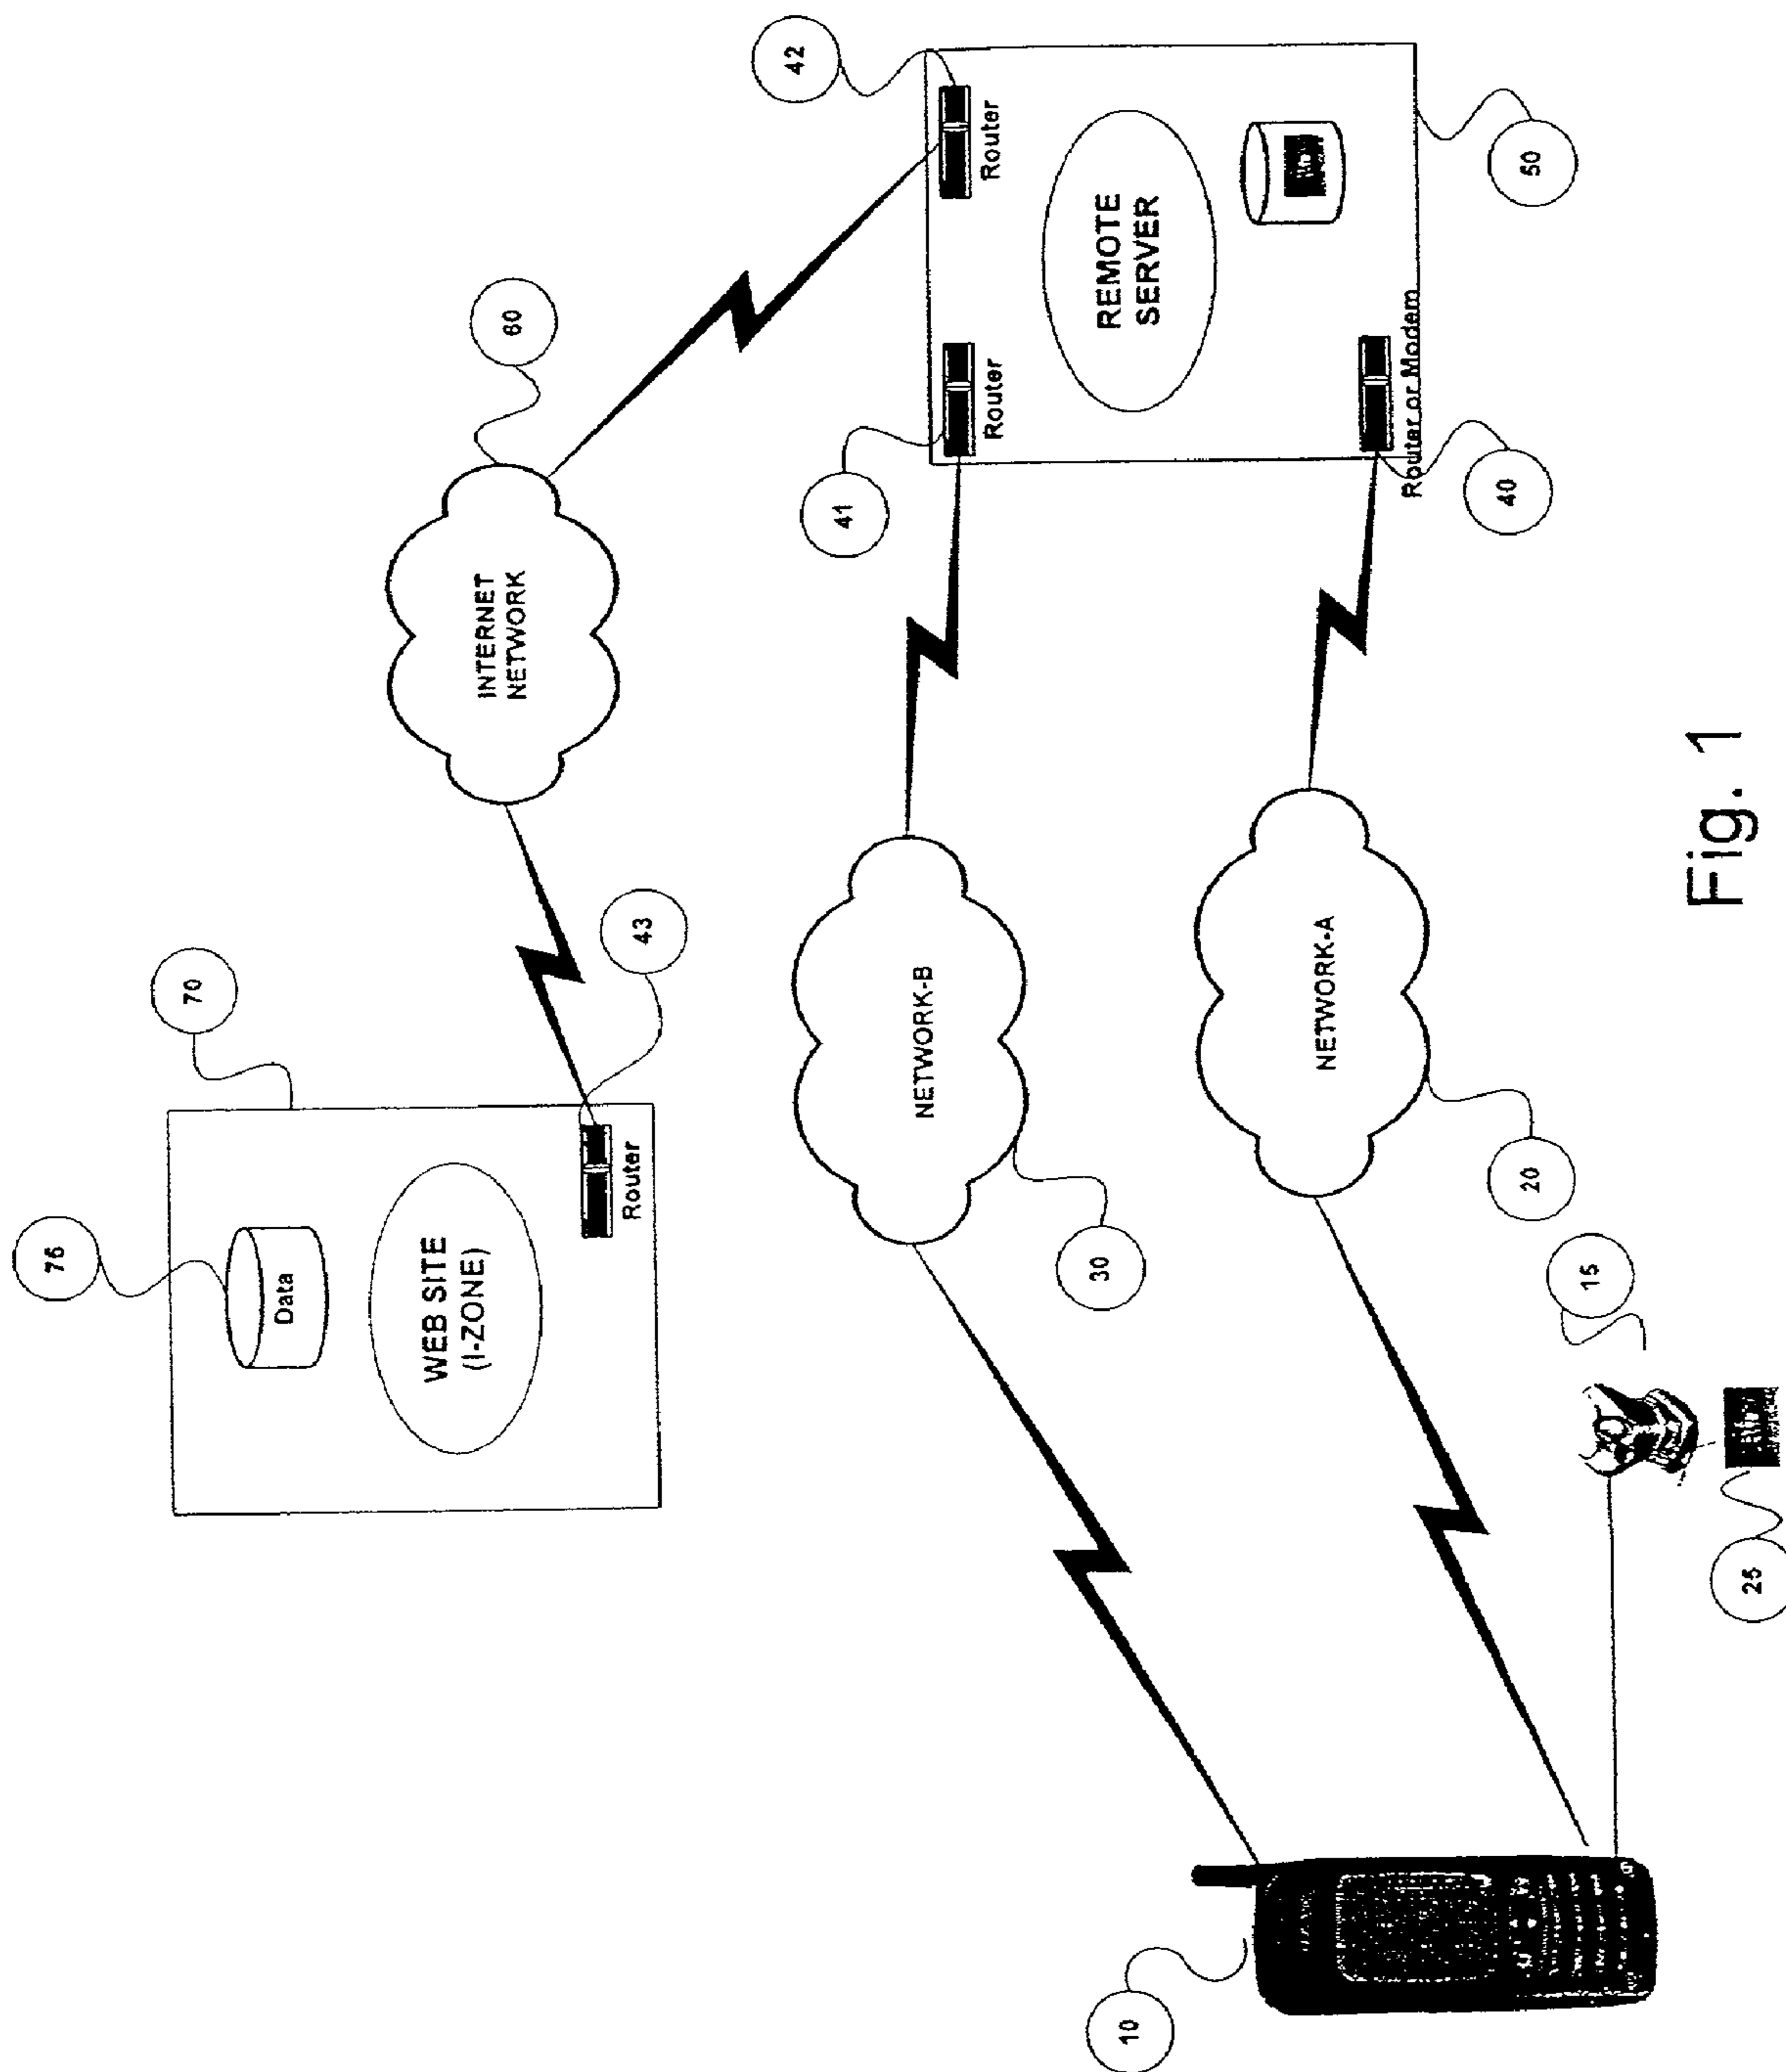 76
70
Data
WEB SITE
(I-ZONE)
Router
43
INTERNET
NETWORK
60
42
NETWORK-B
30
41
Router
Router
REMOTE
SERVER
NETWORK-A
20
Router or Modem
40
50
10
15
25
Fig. 1